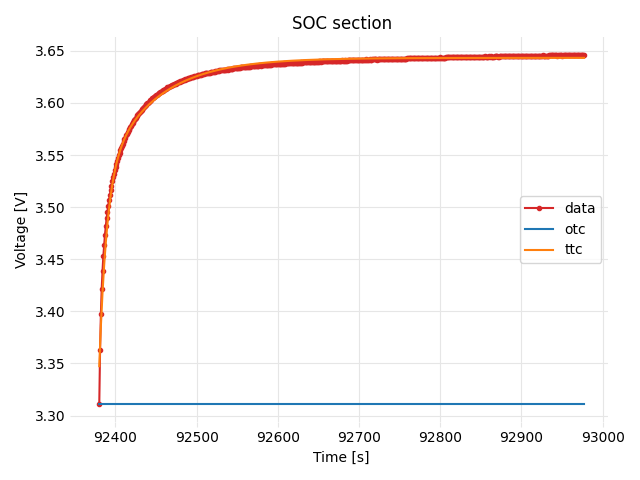 SOC section
Voltage [V]
3.65
3.60
3.55
3.50
3.45
3.40
3.35
3.30
data
otc
ttc
92400 92500 92600 92700 92800 92900 93000
Time [s]